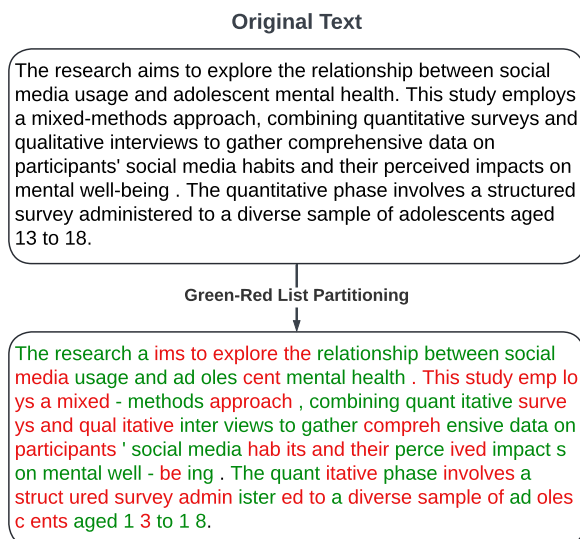 Original Text
The research aims to explore the relationship between social
media usage and adolescent mental health. This study employs
a mixed-methods approach, combining quantitative surveys and
qualitative interviews to gather comprehensive data on
participants' social media habits and their perceived impacts on
mental well-being . The quantitative phase involves a structured
survey administered to a diverse sample of adolescents aged
13 to 18.
Green-Red List Partitioning
The research a ims to explore the relationship between social
media usage and ad oles cent mental health . This study emp lo
ys a mixed - methods approach , combining quant itative surve
ys and qual itative inter views to gather compreh ensive data on
participants ' social media hab its and their perce ived impact s
on mental well - be ing . The quant itative phase involves a
struct ured survey admin ister ed to a diverse sample of ad oles
c ents aged 1 3 to 1 8.